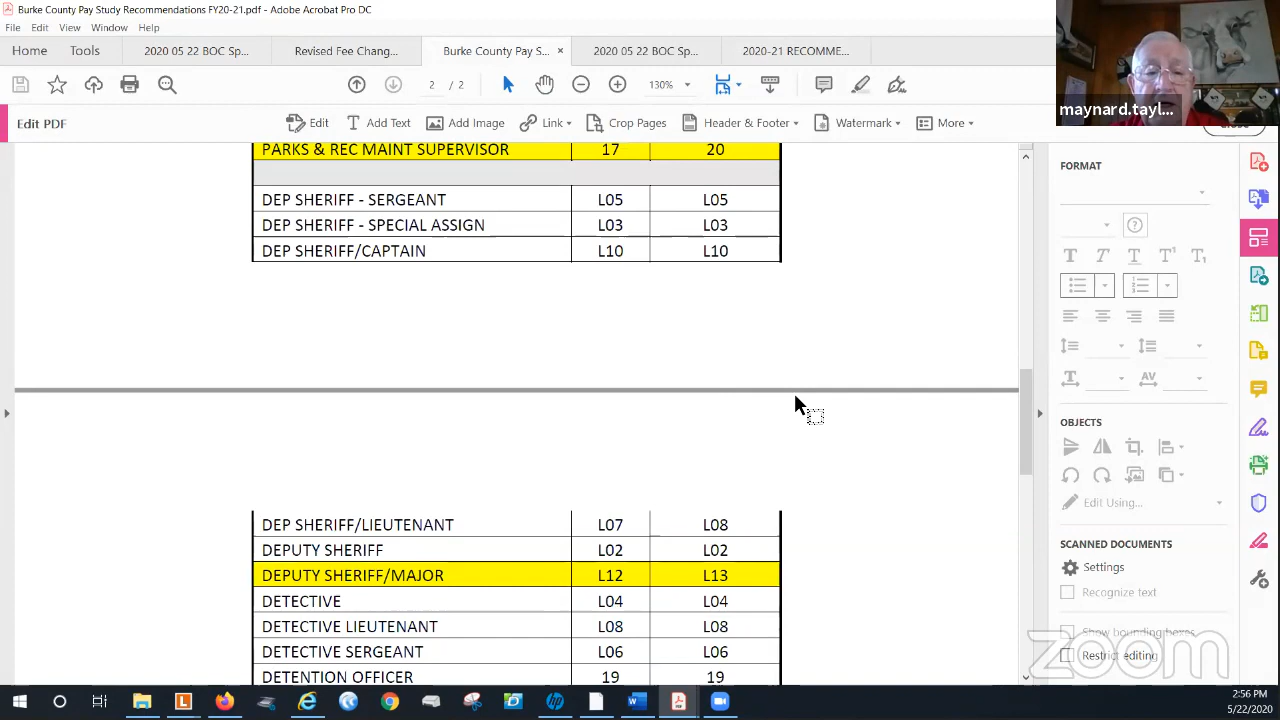 Burke County Pay Study Recommendations FY20-21.pdf - Adobe Acrobat Pro DC
File Edit View Window Help
Home Tools 2020 05 22 BOC Sp... Revised Fee Chang... Burke County Pay S... × 2020 05 22 BOC Sp... 2020-21 RECOMME...
2 / 2 130%
Edit PDF Edit Add Image Link Crop Pages Header & Footer Watermark More
maynard.tayl...
PARKS & REC MAINT SUPERVISOR 17 20
DEP SHERIFF - SERGEANT L05 L05
DEP SHERIFF - SPECIAL ASSIGN L03 L03
DEP SHERIFF/CAPTAIN L10 L10
DEP SHERIFF/LIEUTENANT L07 L08
DEPUTY SHERIFF L02 L02
DEPUTY SHERIFF/MAJOR L12 L13
DETECTIVE L04 L04
DETECTIVE LIEUTENANT L08 L08
DETECTIVE SERGEANT L06 L06
DETENTION OFFICER 19 19
FORMAT
OBJECTS
Edit Using...
SCANNED DOCUMENTS
Settings
Recognize text
Show bounding boxes
Restrict editing
zoom
2:56 PM
5/22/2020